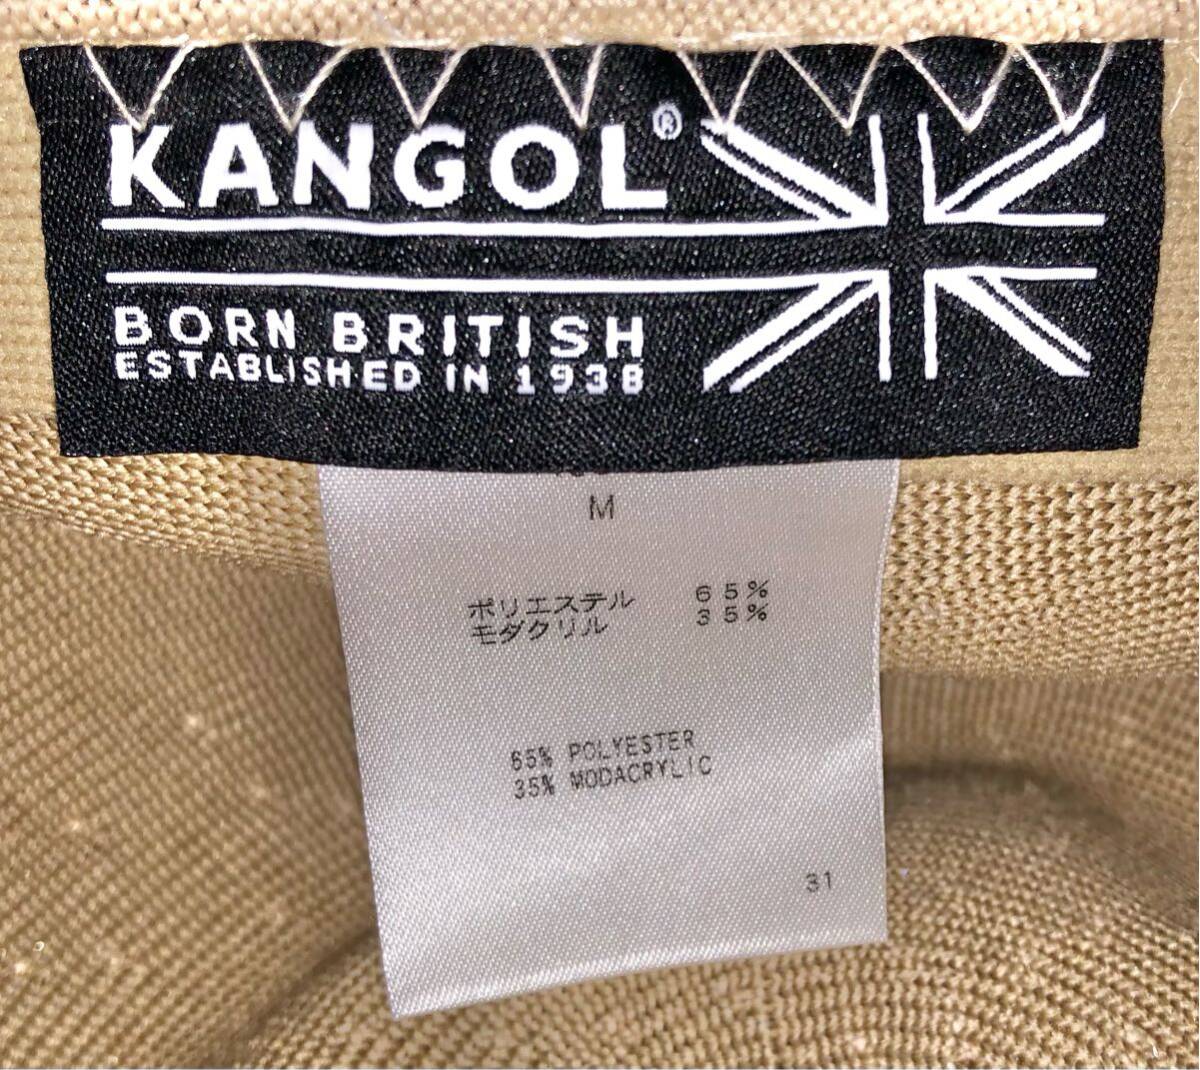 KANGOL®
BORN BRITISH
ESTABLISHED IN 1938
M
ポリエステル ６５％
モダクリル ３５％
65% POLYESTER
35% MODACRYLIC
31